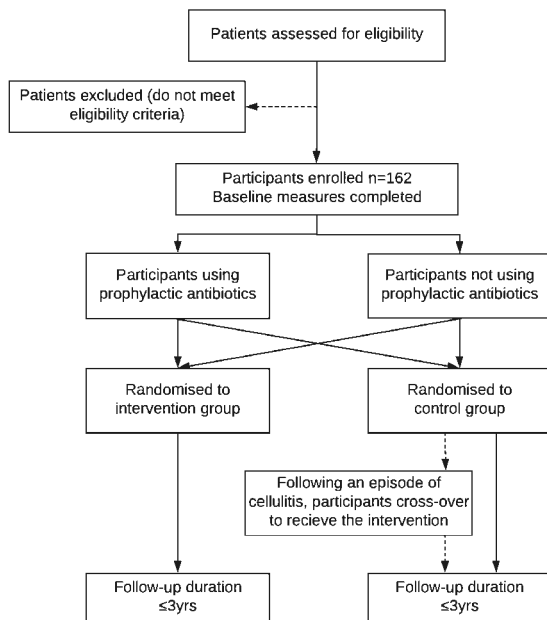 Patients assessed for eligibility
Patients excluded (do not meet
eligibility criteria)
Participants enrolled n=162
Baseline measures completed
Participants using
prophylactic antibiotics
Participants not using
prophylactic antibiotics
Randomised to
intervention group
Randomised to
control group
Following an episode of
cellulitis, participants cross-over
to recieve the intervention
Follow-up duration
≤3yrs
Follow-up duration
≤3yrs